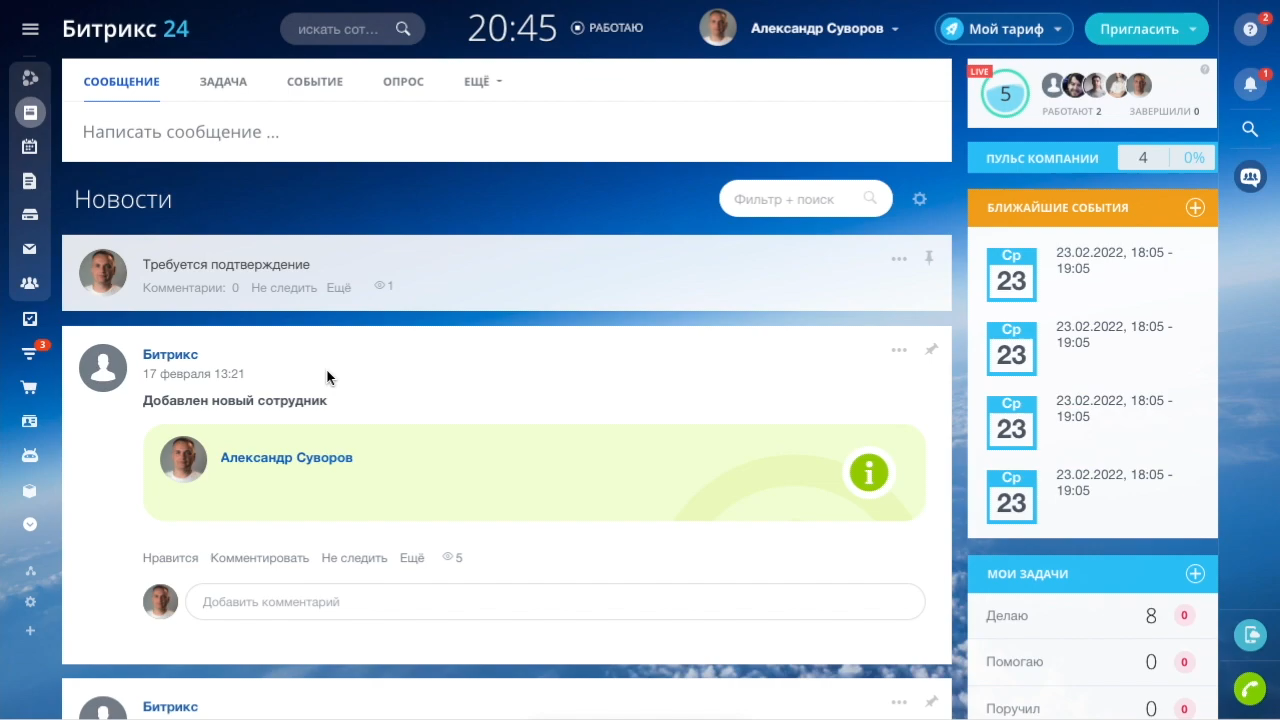 Битрикс 24
искать сот...
20:45
РАБОТАЮ
Александр Суворов
Мой тариф
Пригласить
2
СООБЩЕНИЕ
ЗАДАЧА
СОБЫТИЕ
ОПРОС
ЕЩЁ
Написать сообщение ...
Новости
Фильтр + поиск
Требуется подтверждение
Комментарии: 0 Не следить Ещё 1
Битрикс
17 февраля 13:21
Добавлен новый сотрудник
Александр Суворов
Нравится Комментировать Не следить Ещё 5
Добавить комментарий
Битрикс
3
LIVE
5
РАБОТАЮТ 2
ЗАВЕРШИЛИ 0
1
ПУЛЬС КОМПАНИИ
4
0%
БЛИЖАЙШИЕ СОБЫТИЯ
Ср
23
23.02.2022, 18:05 -
19:05
Ср
23
23.02.2022, 18:05 -
19:05
Ср
23
23.02.2022, 18:05 -
19:05
Ср
23
23.02.2022, 18:05 -
19:05
МОИ ЗАДАЧИ
Делаю 8 0
Помогаю 0 0
Поручил 0 0